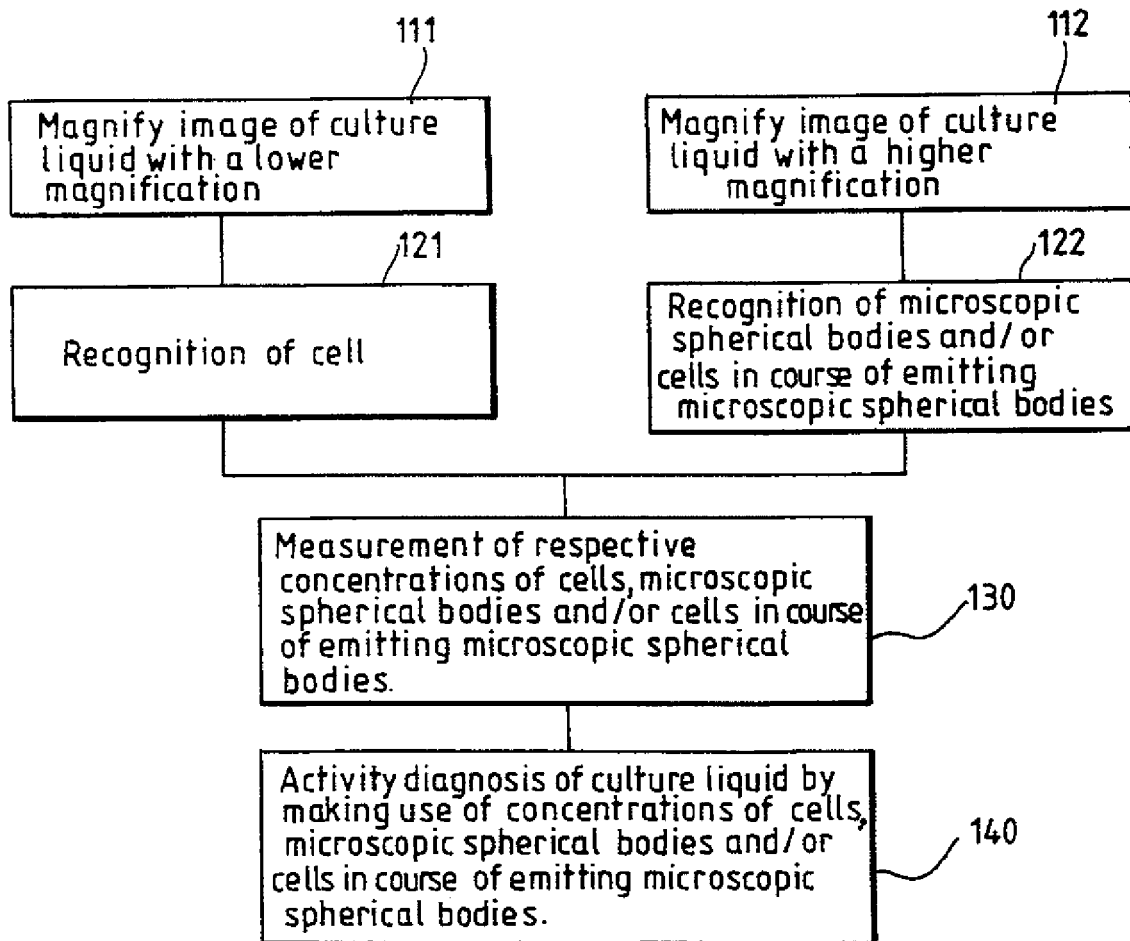 111
112
Magnify image of culture
liquid with a lower
magnification
Magnify image of culture
liquid with a higher
magnification
121
122
Recognition of cell
Recognition of microscopic
spherical bodies and/or
cells in course of emitting
microscopic spherical bodies
Measurement of respective
concentrations of cells, microscopic
spherical bodies and/or cells in course
of emitting microscopic spherical
bodies.
130
Activity diagnosis of culture liquid by
making use of concentrations of cells,
microscopic spherical bodies and/or
cells in course of emitting microscopic
spherical bodies.
140